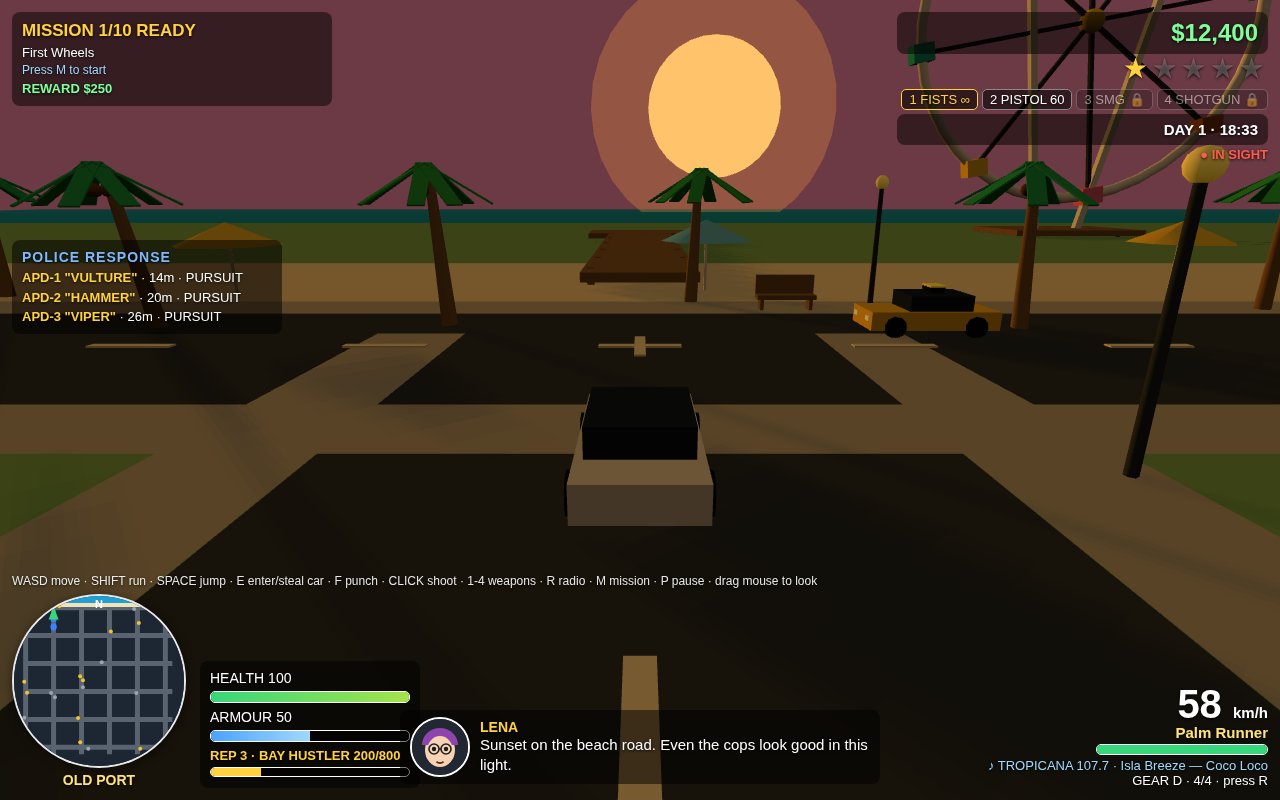 MISSION 1/10 READY
First Wheels
Press M to start
REWARD $250
$12,400
1 FISTS ∞ 2 PISTOL 60 3 SMG 🔒 4 SHOTGUN 🔒
DAY 1 · 18:33
● IN SIGHT
POLICE RESPONSE
APD-1 "VULTURE" · 14m · PURSUIT
APD-2 "HAMMER" · 20m · PURSUIT
APD-3 "VIPER" · 26m · PURSUIT
WASD move · SHIFT run · SPACE jump · E enter/steal car · F punch · CLICK shoot · 1-4 weapons · R radio · M mission · P pause · drag mouse to look
N
OLD PORT
HEALTH 100
ARMOUR 50
REP 3 · BAY HUSTLER 200/800
LENA
Sunset on the beach road. Even the cops look good in this
light.
58 km/h
Palm Runner
♪ TROPICANA 107.7 · Isla Breeze — Coco Loco
GEAR D · 4/4 · press R